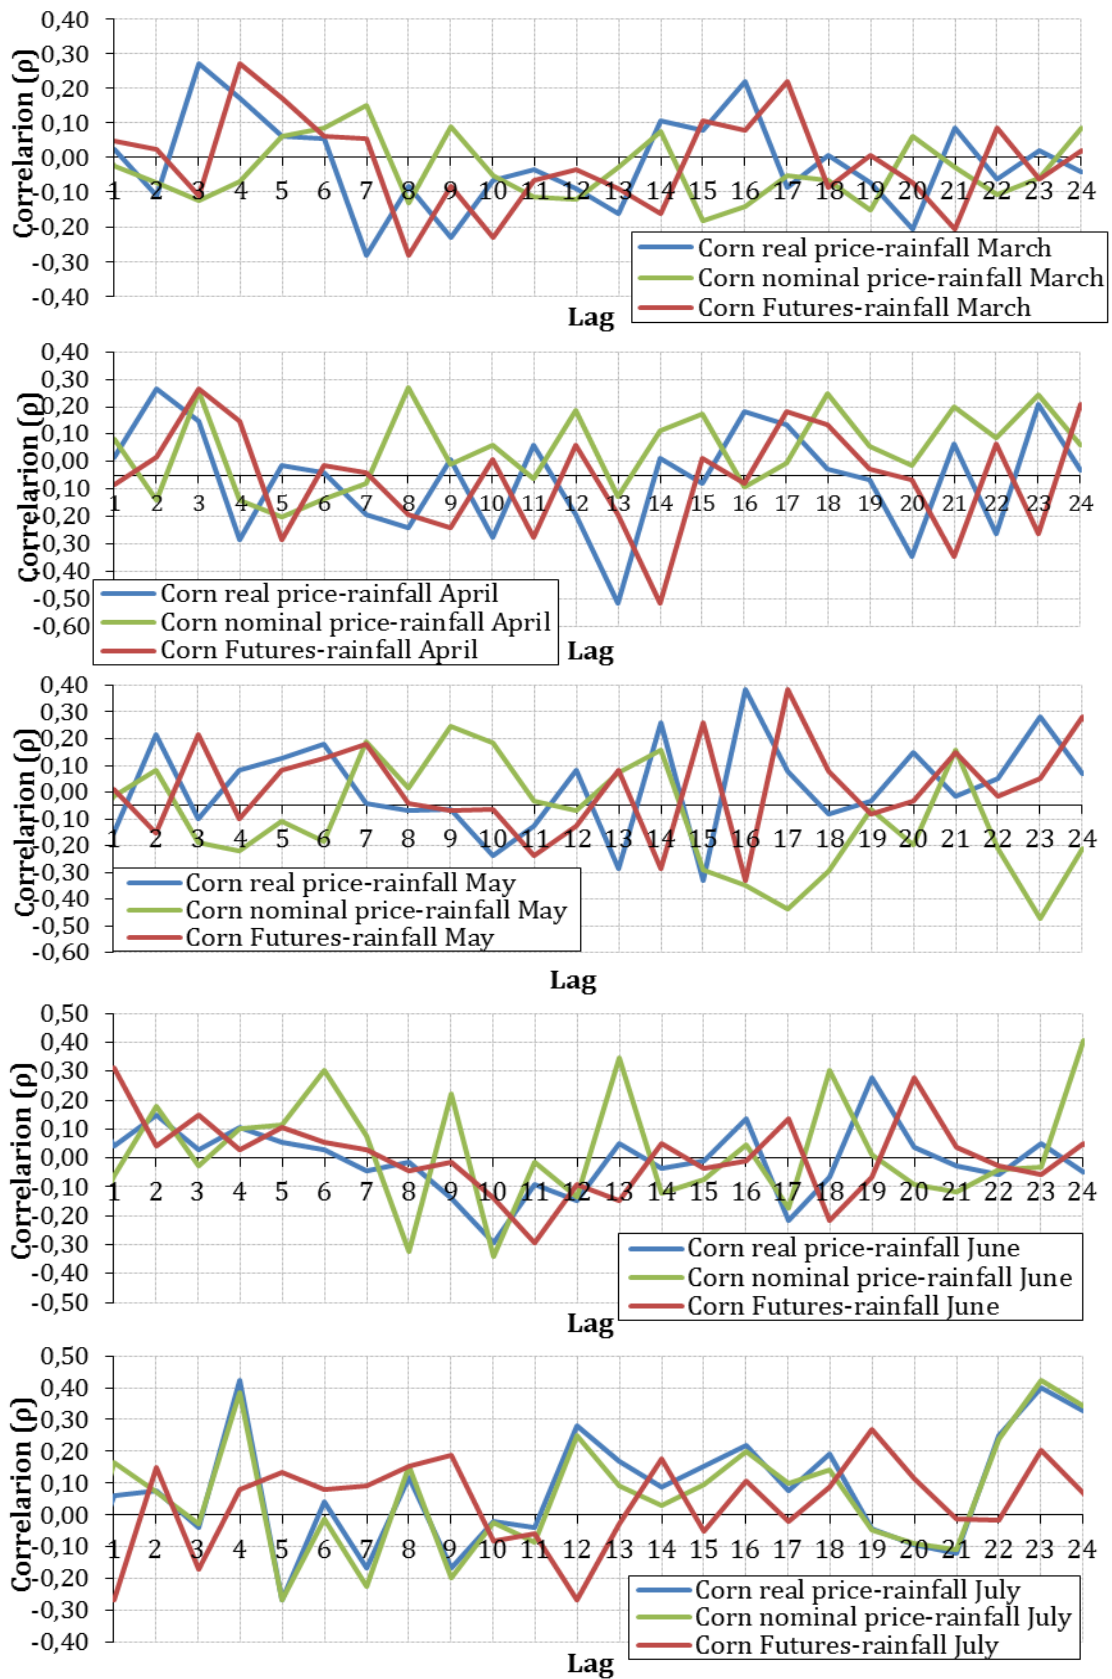 0,40
0,30
0,20
0,10
0,00
-0,10
-0,20
-0,30
-0,40
Correlarion (ρ)
1 2 3 4 5 6 7 8 9 10 11 12 13 14 15 16 17 18 19 20 21 22 23 24
Corn real price-rainfall March
Corn nominal price-rainfall March
Corn Futures-rainfall March
Lag
0,40
0,30
0,20
0,10
0,00
-0,10
-0,20
-0,30
-0,40
-0,50
-0,60
Correlarion (ρ)
1 2 3 4 5 6 7 8 9 10 11 12 13 14 15 16 17 18 19 20 21 22 23 24
Corn real price-rainfall April
Corn nominal price-rainfall April
Corn Futures-rainfall April
Lag
0,40
0,30
0,20
0,10
0,00
-0,10
-0,20
-0,30
-0,40
-0,50
-0,60
Correlarion (ρ)
1 2 3 4 5 6 7 8 9 10 11 12 13 14 15 16 17 18 19 20 21 22 23 24
Corn real price-rainfall May
Corn nominal price-rainfall May
Corn Futures-rainfall May
Lag
0,50
0,40
0,30
0,20
0,10
0,00
-0,10
-0,20
-0,30
-0,40
-0,50
Correlarion (ρ)
1 2 3 4 5 6 7 8 9 10 11 12 13 14 15 16 17 18 19 20 21 22 23 24
Corn real price-rainfall June
Corn nominal price-rainfall June
Corn Futures-rainfall June
Lag
0,50
0,40
0,30
0,20
0,10
0,00
-0,10
-0,20
-0,30
-0,40
Correlarion (ρ)
1 2 3 4 5 6 7 8 9 10 11 12 13 14 15 16 17 18 19 20 21 22 23 24
Corn real price-rainfall July
Corn nominal price-rainfall July
Corn Futures-rainfall July
Lag